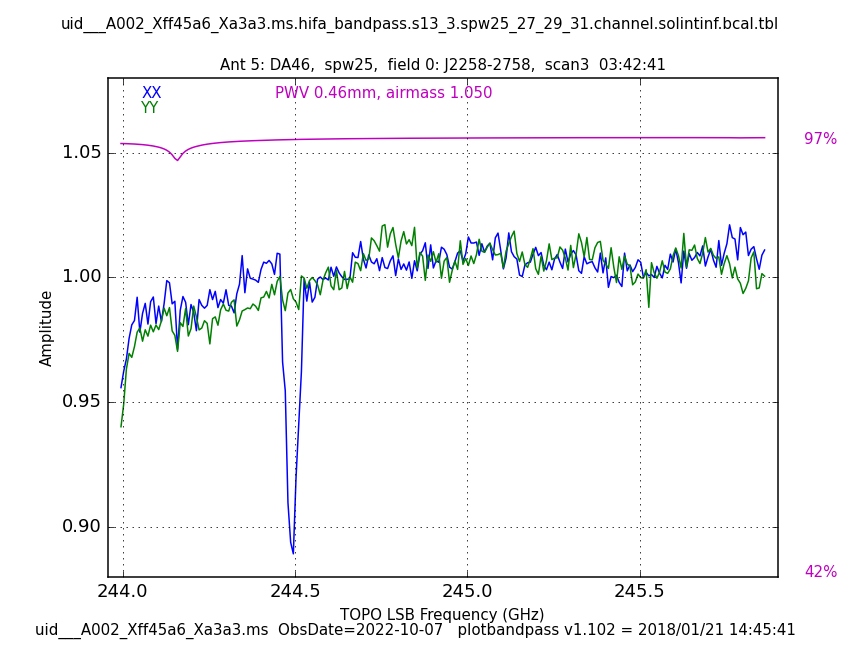 uid___A002_Xff45a6_Xa3a3.ms.hifa_bandpass.s13_3.spw25_27_29_31.channel.solintinf.bcal.tbl
Ant 5: DA46,  spw25,  field 0: J2258-2758,  scan3  03:42:41
XX
PWV 0.46mm, airmass 1.050
YY
97%
1.05
1.00
0.95
0.90
Amplitude
42%
244.0
244.5
245.0
245.5
TOPO LSB Frequency (GHz)
uid___A002_Xff45a6_Xa3a3.ms  ObsDate=2022-10-07   plotbandpass v1.102 = 2018/01/21 14:45:41